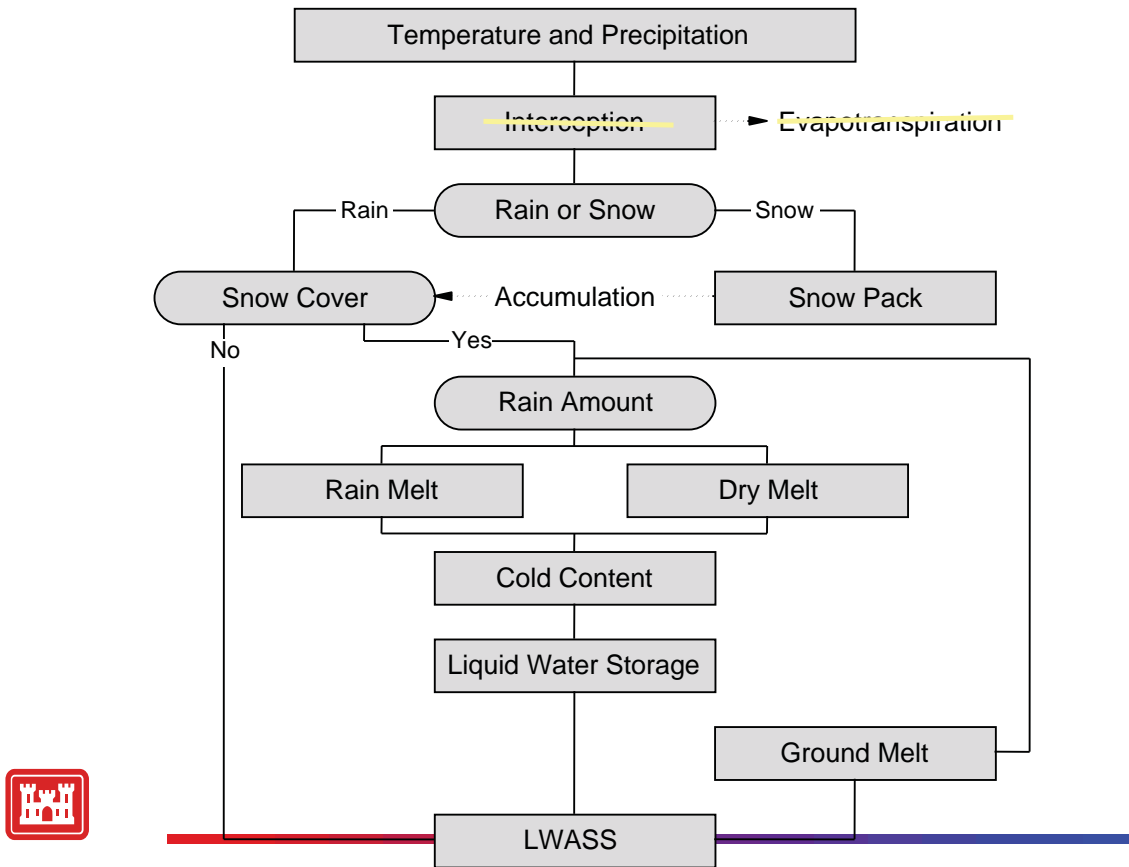 Temperature and Precipitation
Interception
Evapotranspiration
Rain
Rain or Snow
Snow
Snow Cover
Accumulation
Snow Pack
No
Yes
Rain Amount
Rain Melt
Dry Melt
Cold Content
Liquid Water Storage
Ground Melt
LWASS